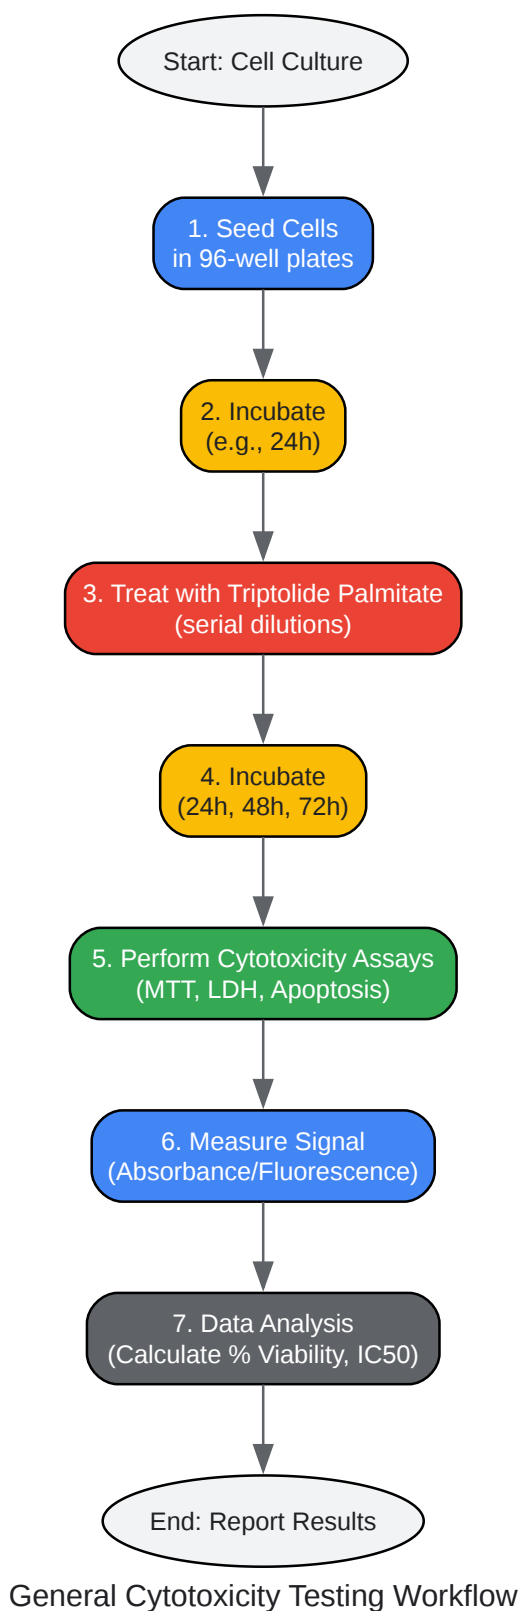 Start: Cell Culture
1. Seed Cells
in 96-well plates
2. Incubate
(e.g., 24h)
3. Treat with Triptolide Palmitate
(serial dilutions)
4. Incubate
(24h, 48h, 72h)
5. Perform Cytotoxicity Assays
(MTT, LDH, Apoptosis)
6. Measure Signal
(Absorbance/Fluorescence)
7. Data Analysis
(Calculate % Viability, IC50)
End: Report Results
General Cytotoxicity Testing Workflow